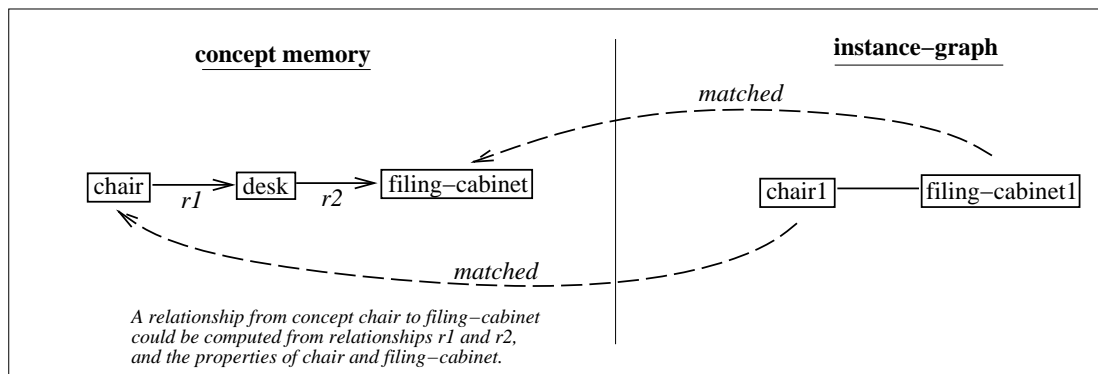 concept memory
instance−graph
matched
chair
r1
desk
r2
filing−cabinet
chair1
filing−cabinet1
matched
A relationship from concept chair to filing−cabinet
could be computed from relationships r1 and r2,
and the properties of chair and filing−cabinet.